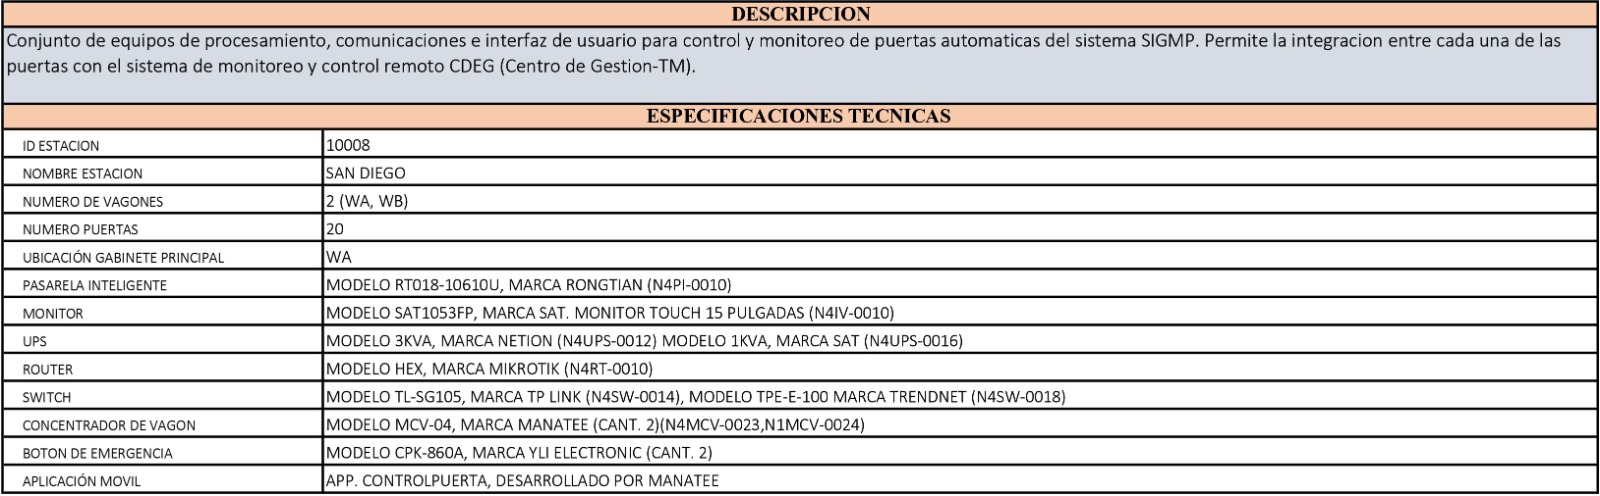 DESCRIPCION
Conjunto de equipos de procesamiento, comunicaciones e interfaz de usuario para control y monitoreo de puertas automaticas del sistema SIGMP. Permite la integracion entre cada una de las
puertas con el sistema de monitoreo y control remoto CDEG (Centro de Gestion-TM).
ESPECIFICACIONES TECNICAS
ID ESTACION 10008
NOMBRE ESTACION SAN DIEGO
NUMERO DE VAGONES 2 (WA, WB)
NUMERO PUERTAS 20
UBICACIÓN GABINETE PRINCIPAL WA
PASARELA INTELIGENTE MODELO RT018-10610U, MARCA RONGTIAN (N4PI-0010)
MONITOR MODELO SAT1053FP, MARCA SAT. MONITOR TOUCH 15 PULGADAS (N4IV-0010)
UPS MODELO 3KVA, MARCA NETION (N4UPS-0012) MODELO 1KVA, MARCA SAT (N4UPS-0016)
ROUTER MODELO HEX, MARCA MIKROTIK (N4RT-0010)
SWITCH MODELO TL-SG105, MARCA TP LINK (N4SW-0014), MODELO TPE-E-100 MARCA TRENDNET (N4SW-0018)
CONCENTRADOR DE VAGON MODELO MCV-04, MARCA MANATEE (CANT. 2)(N4MCV-0023,N1MCV-0024)
BOTON DE EMERGENCIA MODELO CPK-860A, MARCA YLI ELECTRONIC (CANT. 2)
APLICACIÓN MOVIL APP. CONTROLPUERTA, DESARROLLADO POR MANATEE